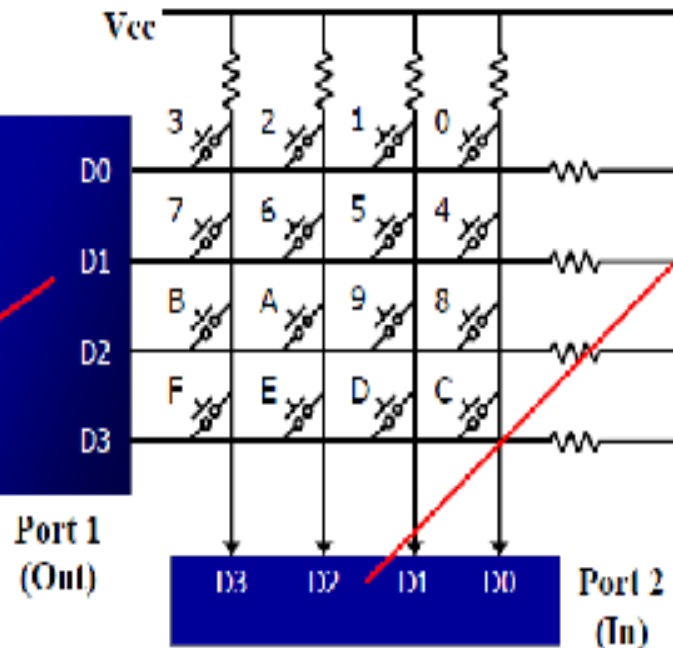 Vcc
3 2 1 0
D0
7 6 5 4
D1
B A 9 8
D2
F E D C
D3
Port 1
(Out)
D3 D2 D1 D0
Port 2
(In)